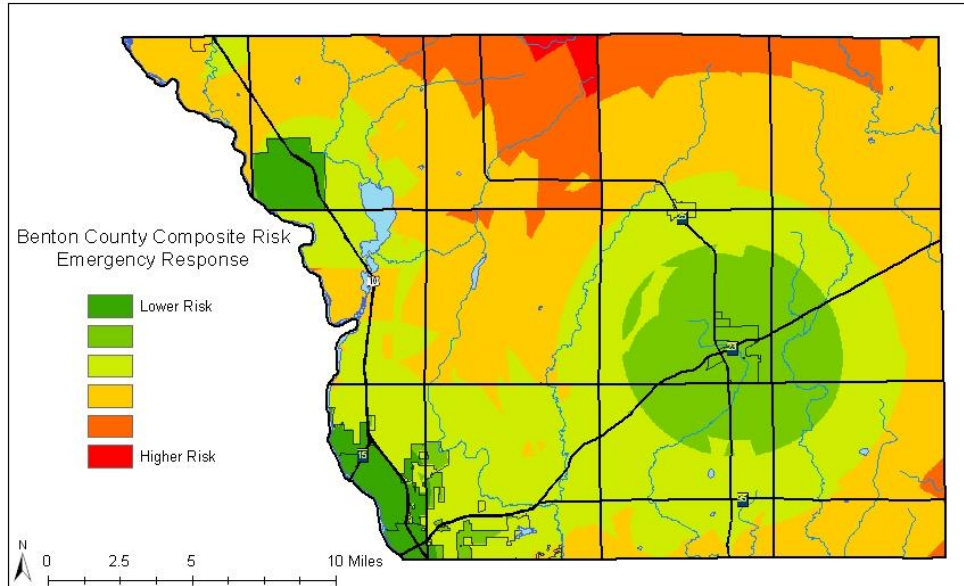 Benton County Composite Risk
Emergency Response
Lower Risk
Higher Risk
10
15
N
0 2.5 5 10 Miles